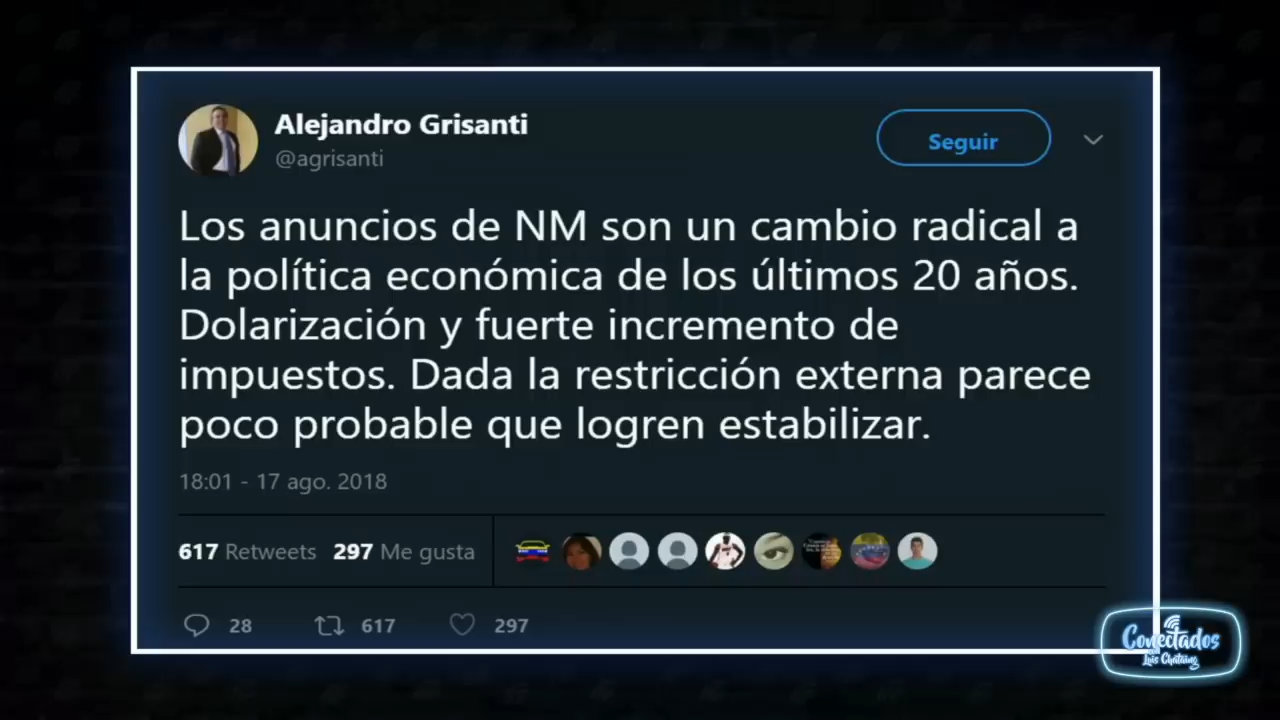 Alejandro Grisanti
@agrisanti
Seguir
Los anuncios de NM son un cambio radical a
la política económica de los últimos 20 años.
Dolarización y fuerte incremento de
impuestos. Dada la restricción externa parece
poco probable que logren estabilizar.
18:01 - 17 ago. 2018
617 Retweets 297 Me gusta
28 617 297
Conectados
Luis Chataing